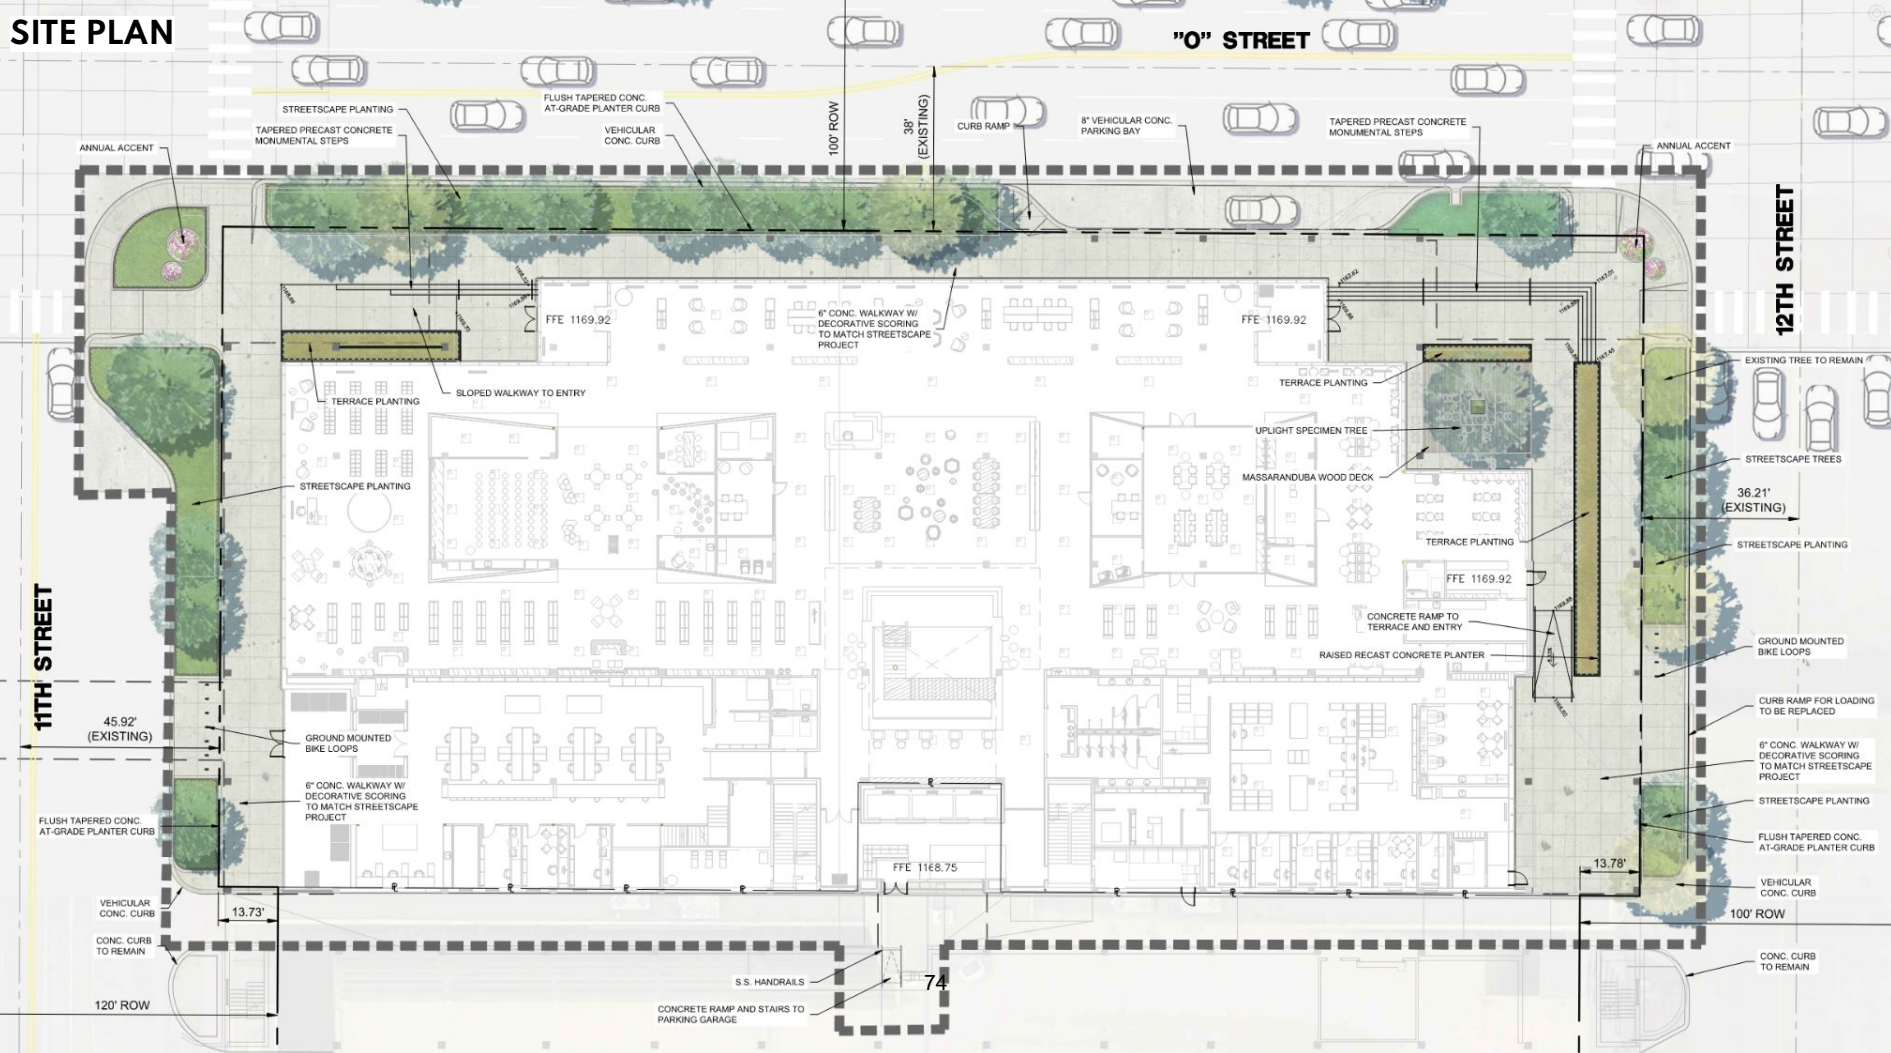 SITE PLAN
"O" STREET
STREETSCAPE PLANTING
FLUSH TAPERED CONC.
AT-GRADE PLANTER CURB
TAPERED PRECAST CONCRETE
MONUMENTAL STEPS
VEHICULAR
CONC. CURB
100' ROW
38'
(EXISTING)
CURB RAMP
8" VEHICULAR CONC.
PARKING BAY
TAPERED PRECAST CONCRETE
MONUMENTAL STEPS
ANNUAL ACCENT
ANNUAL ACCENT
12TH STREET
FFE 1169.92
6" CONC. WALKWAY W/
DECORATIVE SCORING
TO MATCH STREETSCAPE
PROJECT
FFE 1169.92
TERRACE PLANTING
SLOPED WALKWAY TO ENTRY
TERRACE PLANTING
EXISTING TREE TO REMAIN
UPLIGHT SPECIMEN TREE
STREETSCAPE TREES
MASSARANDUBA WOOD DECK
STREETSCAPE PLANTING
36.21'
(EXISTING)
TERRACE PLANTING
STREETSCAPE PLANTING
FFE 1169.92
11TH STREET
CONCRETE RAMP TO
TERRACE AND ENTRY
RAISED RECAST CONCRETE PLANTER
GROUND MOUNTED
BIKE LOOPS
45.92'
(EXISTING)
GROUND MOUNTED
BIKE LOOPS
CURB RAMP FOR LOADING
TO BE REPLACED
6" CONC. WALKWAY W/
DECORATIVE SCORING
TO MATCH STREETSCAPE
PROJECT
6" CONC. WALKWAY W/
DECORATIVE SCORING
TO MATCH STREETSCAPE
PROJECT
STREETSCAPE PLANTING
FLUSH TAPERED CONC.
AT-GRADE PLANTER CURB
FLUSH TAPERED CONC.
AT-GRADE PLANTER CURB
FFE 1168.75
13.78'
VEHICULAR
CONC. CURB
VEHICULAR
CONC. CURB
13.73'
100' ROW
CONC. CURB
TO REMAIN
CONC. CURB
TO REMAIN
S.S. HANDRAILS
74
120' ROW
CONCRETE RAMP AND STAIRS TO
PARKING GARAGE